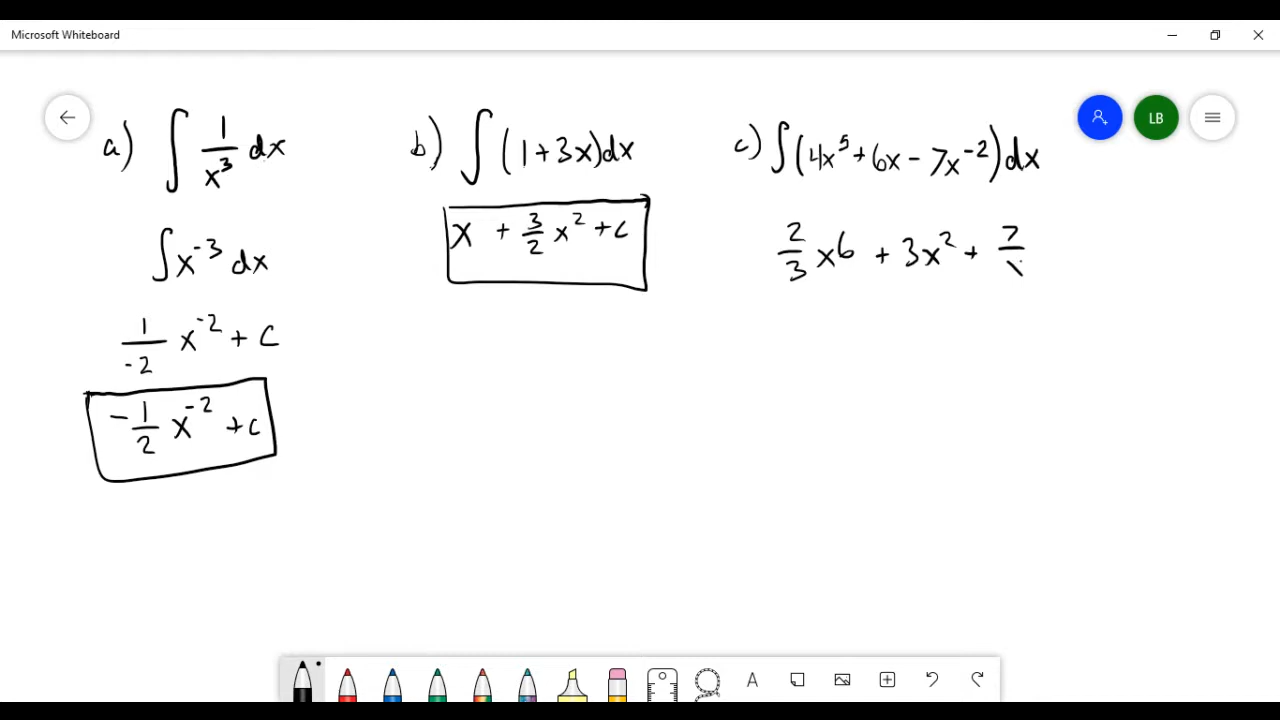 Microsoft Whiteboard
LB
a) ∫ 1/x³ dx
∫ x⁻³ dx
1/-2 x⁻² + C
-1/2 x⁻² + C
b) ∫ (1 + 3x)dx
x + 3/2 x² + C
c) ∫(4x⁵ + 6x - 7x⁻²)dx
2/3 x⁶ + 3x² + 7/
A